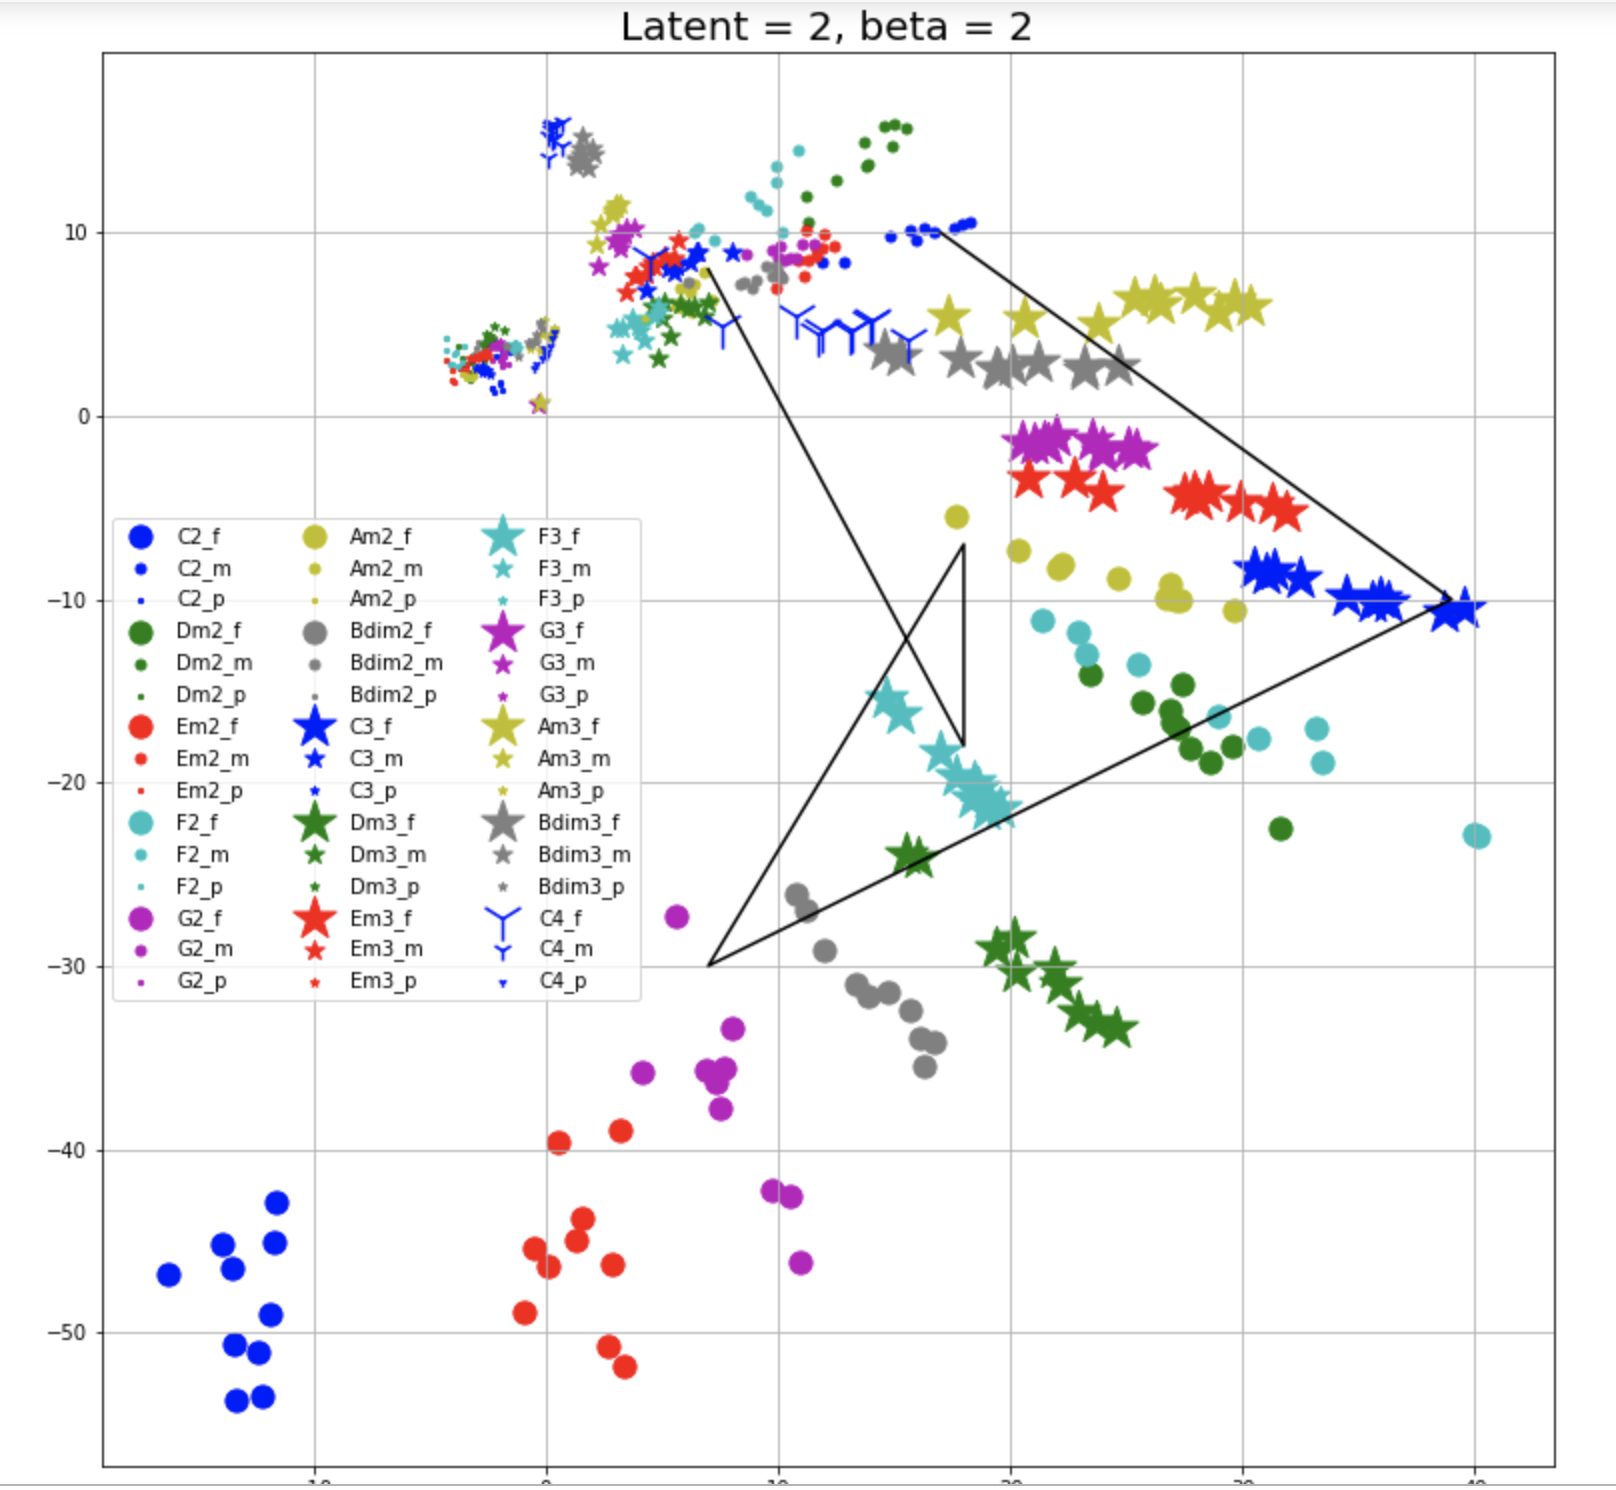 Latent = 2, beta = 2
10
0
−10
−20
−30
−40
−50
C2_f Am2_f F3_f
C2_m Am2_m F3_m
C2_p Am2_p F3_p
Dm2_f Bdim2_f G3_f
Dm2_m Bdim2_m G3_m
Dm2_p Bdim2_p G3_p
Em2_f C3_f Am3_f
Em2_m C3_m Am3_m
Em2_p C3_p Am3_p
F2_f Dm3_f Bdim3_f
F2_m Dm3_m Bdim3_m
F2_p Dm3_p Bdim3_p
G2_f Em3_f C4_f
G2_m Em3_m C4_m
G2_p Em3_p C4_p